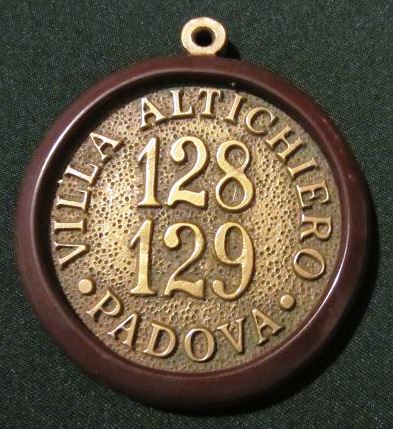 VILLA ALTICHIERO
128
129
• PADOVA •